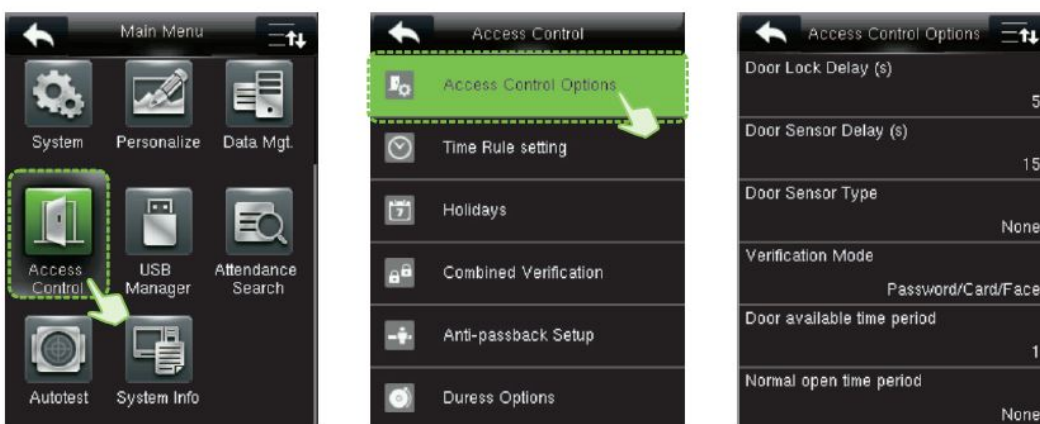 Main Menu
System
Personalize
Data Mgt.
Access
Control
USB
Manager
Attendance
Search
Autotest
System Info
Access Control
Access Control Options
Time Rule setting
7
Holidays
Combined Verification
Anti-passback Setup
Duress Options
Access Control Options
Door Lock Delay (s)
5
Door Sensor Delay (s)
15
Door Sensor Type
None
Verification Mode
Password/Card/Face
Door available time period
1
Normal open time period
None